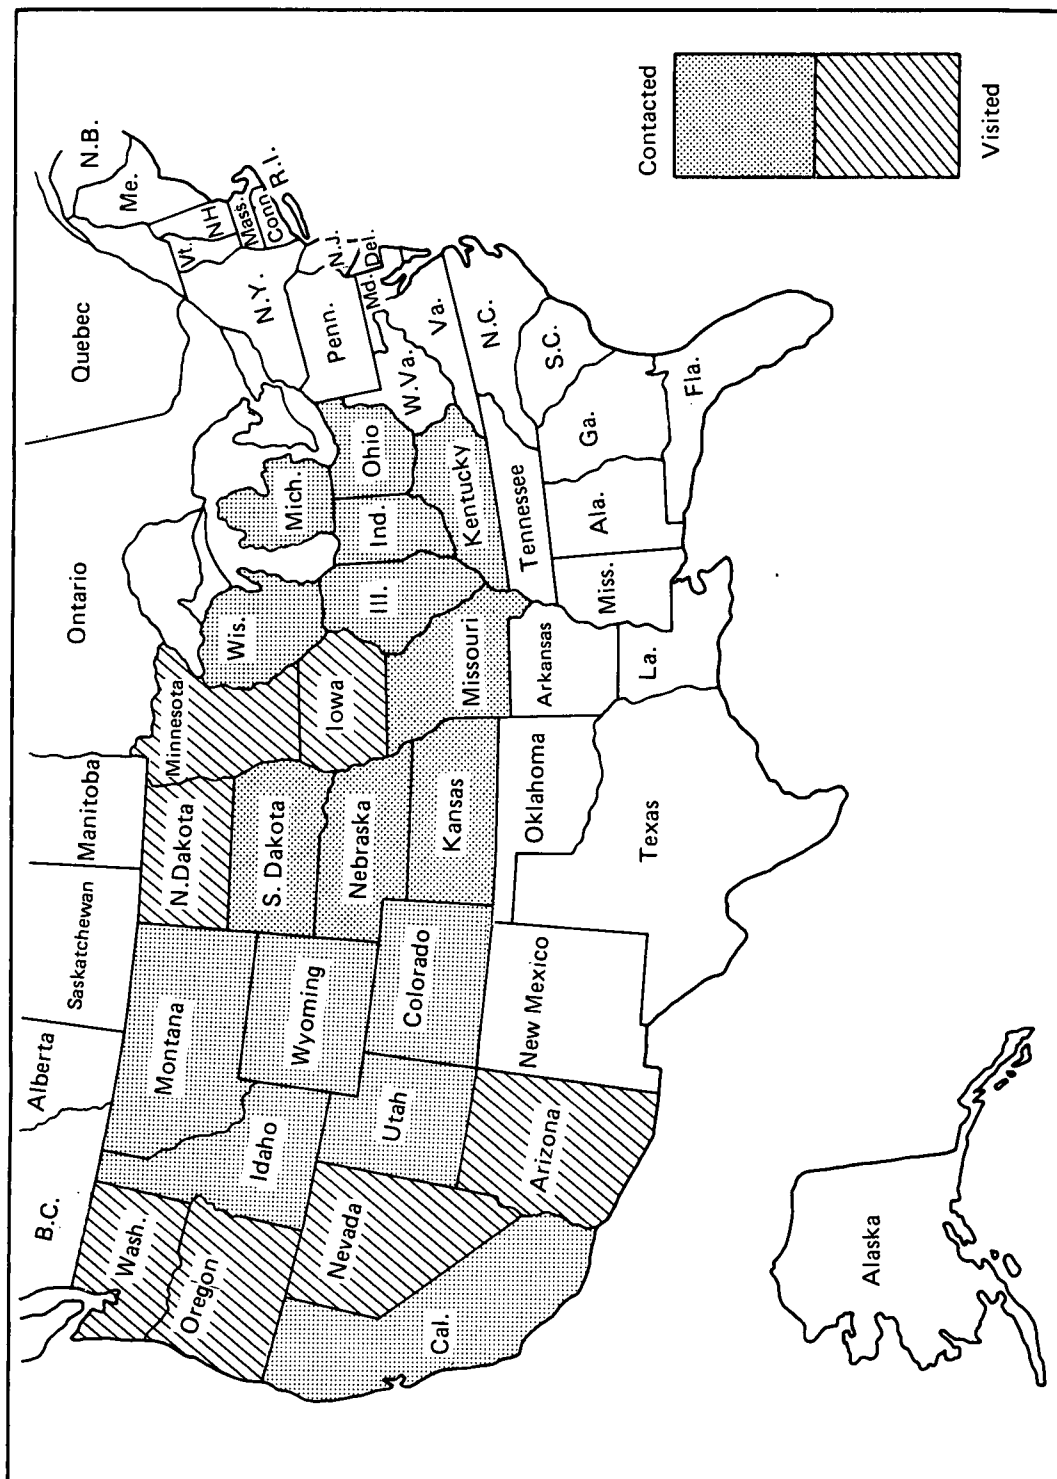 B.C.
Alberta
Saskatchewan
Manitoba
Ontario
Quebec
N.B.
Wash.
Oregon
Idaho
Montana
N.Dakota
Minnesota
Wis.
Mich.
N.Y.
Vt.
NH
Me.
Mass.
Conn.
R.I.
Nevada
Cal.
Utah
Wyoming
S. Dakota
Nebraska
Iowa
Ill.
Ind.
Ohio
Penn.
N.J.
Del.
Md.
W.Va.
Va.
Arizona
Colorado
Kansas
Missouri
Kentucky
New Mexico
Oklahoma
Arkansas
Tennessee
N.C.
S.C.
Texas
La.
Miss.
Ala.
Ga.
Fla.
Alaska
Contacted
Visited